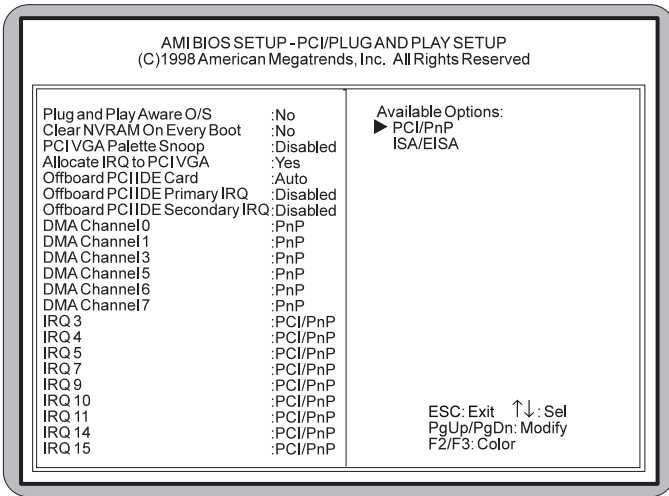 AMIBIOS SETUP - PCI/PLUG AND PLAY SETUP
(C)1998 American Megatrends, Inc. All Rights Reserved
Plug and Play Aware O/S :No
Clear NVRAM On Every Boot :No
PCI VGA Palette Snoop :Disabled
Allocate IRQ to PCI VGA :Yes
Offboard PCI IDE Card :Auto
Offboard PCI IDE Primary IRQ :Disabled
Offboard PCI IDE Secondary IRQ :Disabled
DMA Channel 0 :PnP
DMA Channel 1 :PnP
DMA Channel 3 :PnP
DMA Channel 5 :PnP
DMA Channel 6 :PnP
DMA Channel 7 :PnP
IRQ 3 :PCI/PnP
IRQ 4 :PCI/PnP
IRQ 5 :PCI/PnP
IRQ 7 :PCI/PnP
IRQ 9 :PCI/PnP
IRQ 10 :PCI/PnP
IRQ 11 :PCI/PnP
IRQ 14 :PCI/PnP
IRQ 15 :PCI/PnP
Available Options:
▶ PCI/PnP
ISA/EISA
ESC: Exit ↑↓: Sel
PgUp/PgDn: Modify
F2/F3: Color